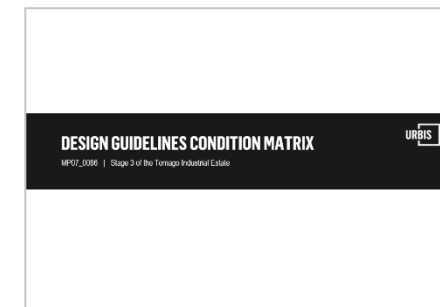 DESIGN GUIDELINES CONDITION MATRIX
URBIS
MP07_0086 | Stage 3 of the Tomago Industrial Estate